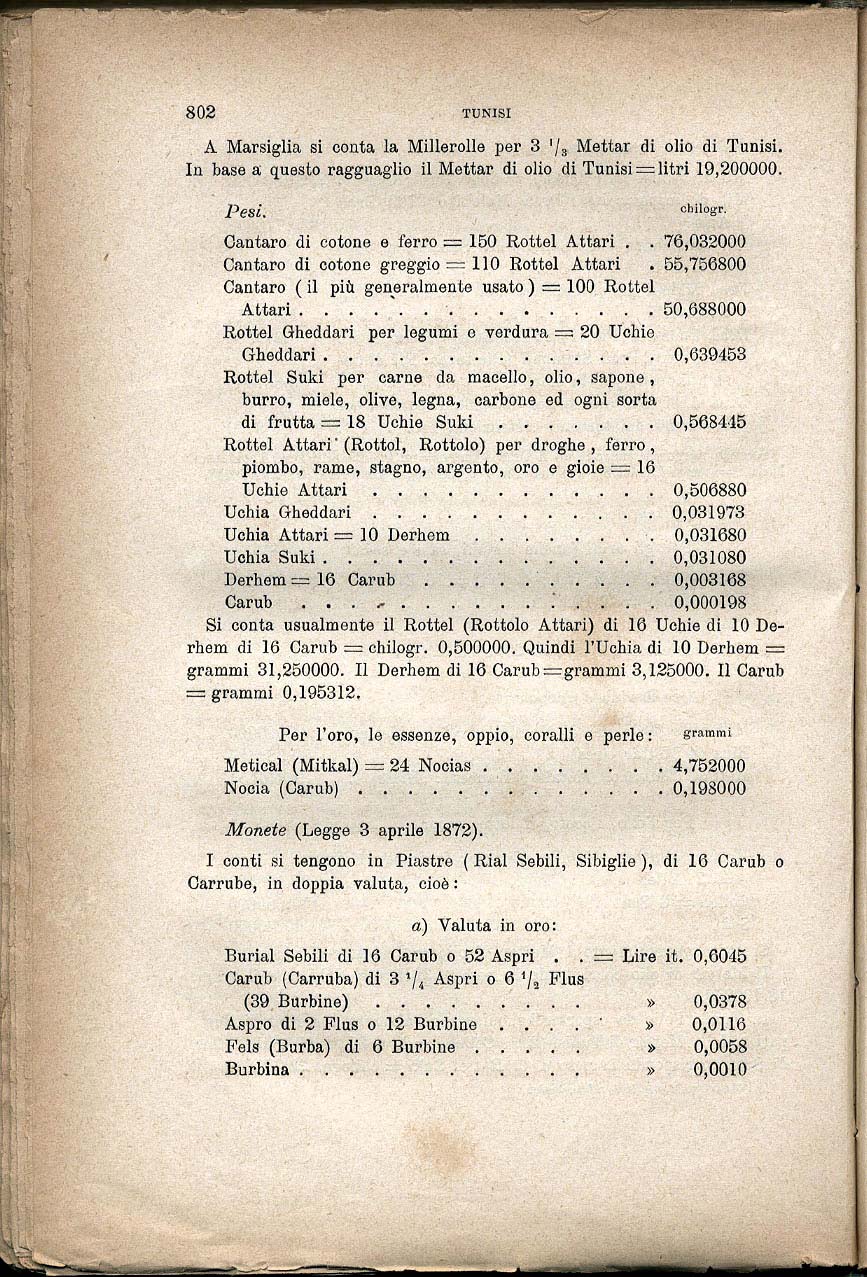 802 TUNISI
A Marsiglia si conta la Millerolle per 3 1/3 Mettar di olio di Tunisi.
In base a questo ragguaglio il Mettar di olio di Tunisi = litri 19,200000.
Pesi. chilogr.
Cantaro di cotone e ferro = 150 Rottel Attari . . 76,032000
Cantaro di cotone greggio = 110 Rottel Attari . 55,756800
Cantaro ( il più generalmente usato ) = 100 Rottel
Attari . . . . . . . . . . . . . . . 50,688000
Rottel Gheddari per legumi e verdura = 20 Uchie
Gheddari . . . . . . . . . . . . . . 0,639453
Rottel Suki per carne da macello, olio, sapone,
burro, miele, olive, legna, carbone ed ogni sorta
di frutta = 18 Uchie Suki . . . . . . . 0,568445
Rottel Attari (Rottol, Rottolo) per droghe, ferro,
piombo, rame, stagno, argento, oro e gioie = 16
Uchie Attari . . . . . . . . . . . . 0,506880
Uchia Gheddari . . . . . . . . . . . . 0,031973
Uchia Attari = 10 Derhem . . . . . . . . 0,031680
Uchia Suki . . . . . . . . . . . . . . 0,031080
Derhem = 16 Carub . . . . . . . . . . 0,003168
Carub . . . . . . . . . . . . . . . 0,000198
Si conta usualmente il Rottel (Rottolo Attari) di 16 Uchie di 10 De-
rhem di 16 Carub = chilogr. 0,500000. Quindi l'Uchia di 10 Derhem =
grammi 31,250000. Il Derhem di 16 Carub = grammi 3,125000. Il Carub
= grammi 0,195312.
Per l'oro, le essenze, oppio, coralli e perle: grammi
Metical (Mitkal) = 24 Nocias . . . . . . . . 4,752000
Nocia (Carub) . . . . . . . . . . . . . 0,198000
Monete (Legge 3 aprile 1872).
I conti si tengono in Piastre ( Rial Sebili, Sibiglie ), di 16 Carub o
Carrube, in doppia valuta, cioè :
a) Valuta in oro:
Burial Sebili di 16 Carub o 52 Aspri . . = Lire it. 0,6045
Carub (Carruba) di 3 1/4 Aspri o 6 1/2 Flus
(39 Burbine) . . . . . . . . . » 0,0378
Aspro di 2 Flus o 12 Burbine . . . . » 0,0116
Fels (Burba) di 6 Burbine . . . . . » 0,0058
Burbina . . . . . . . . . . . . » 0,0010